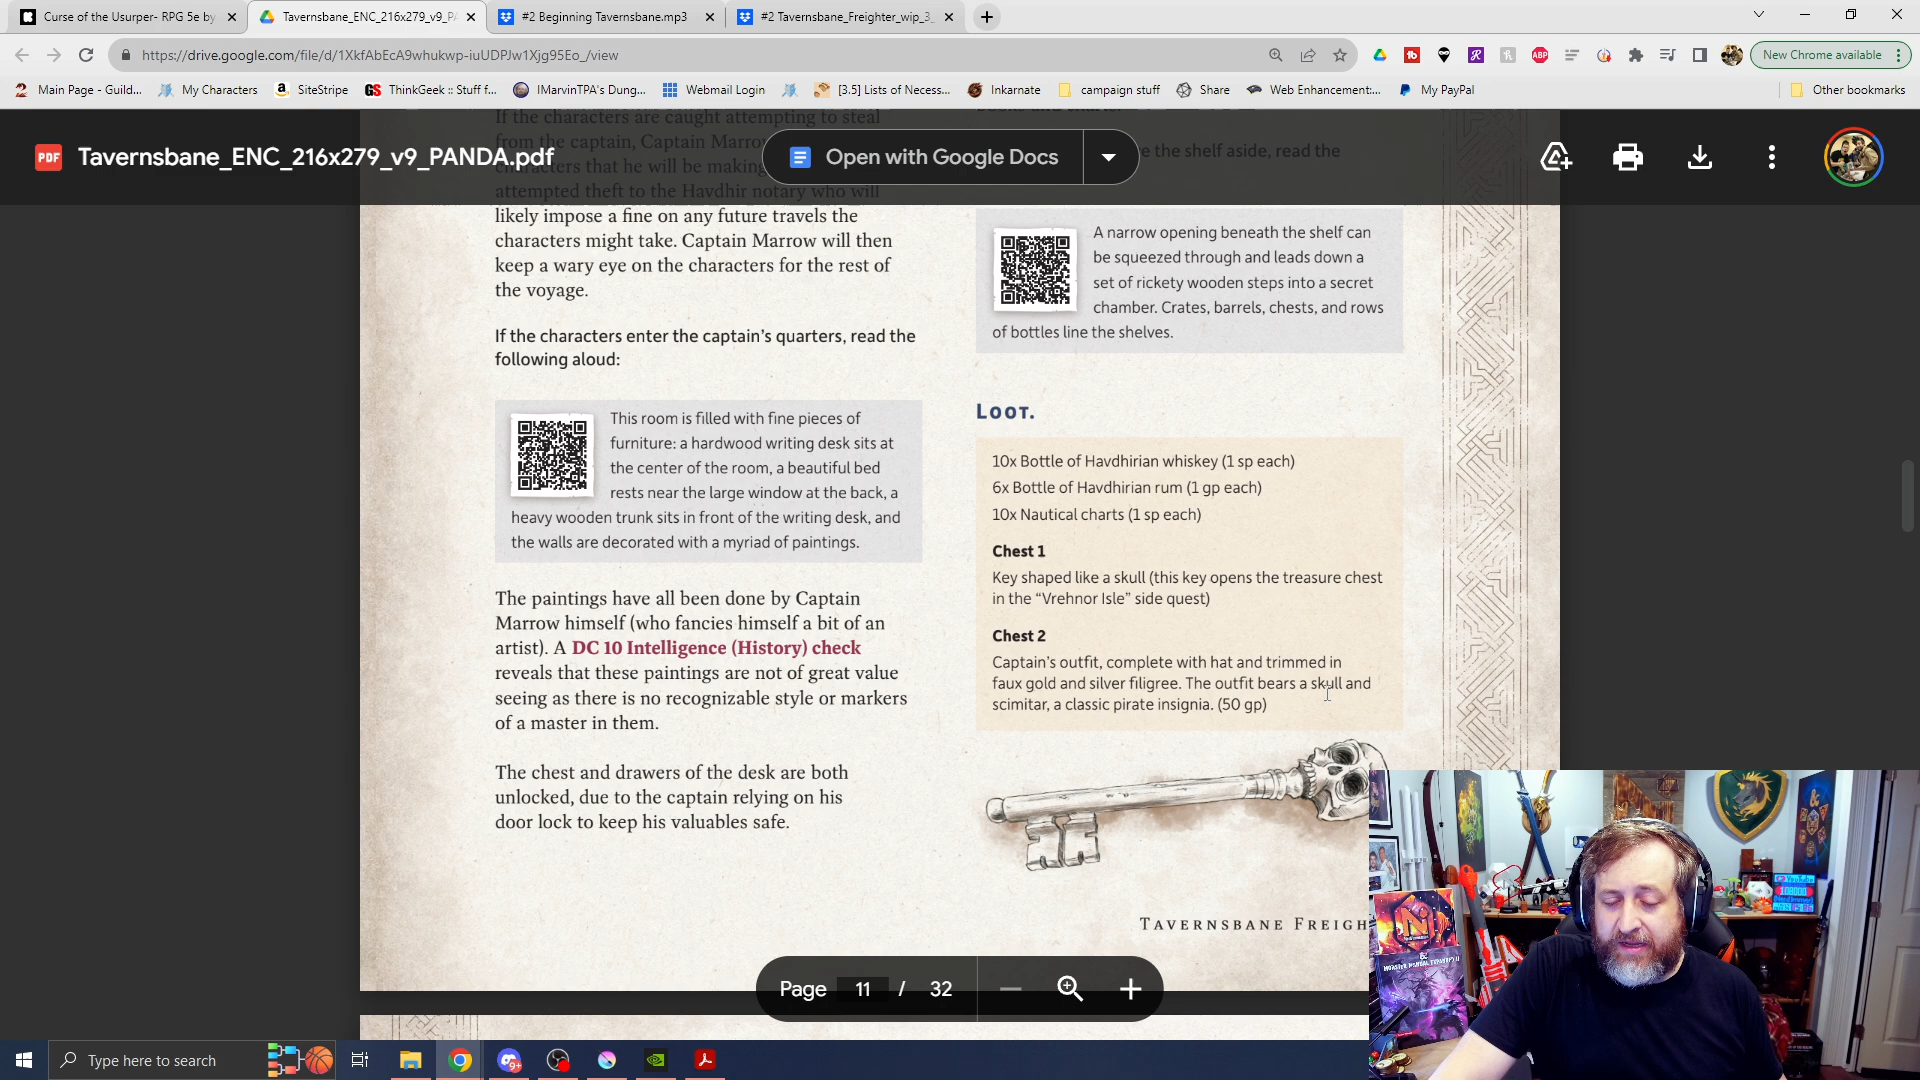 Curse of the Usurper- RPG 5e by
Tavernsbane_ENC_216x279_v9_P
#2 Beginning Tavernsbane.mp3
#2 Tavernsbane_Freighter_wip_3_
https://drive.google.com/file/d/1XkfAbEcA9whukwp-iuUDPJw1Xjg95Eo_/view
New Chrome available
Main Page - Guild...
My Characters
SiteStripe
ThinkGeek :: Stuff f...
IMarvinTPA's Dung...
Webmail Login
[3.5] Lists of Necess...
Inkarnate
campaign stuff
Share
Web Enhancement:...
My PayPal
Other bookmarks
PDF
Tavernsbane_ENC_216x279_v9_PANDA.pdf
Open with Google Docs
If the characters are caught attempting to steal
from the captain, Captain Marrow
characters that he will be making
attempted theft to the Havdhir notary who will
likely impose a fine on any future travels the
characters might take. Captain Marrow will then
keep a wary eye on the characters for the rest of
the voyage.
If the characters enter the captain's quarters, read the
following aloud:
This room is filled with fine pieces of
furniture: a hardwood writing desk sits at
the center of the room, a beautiful bed
rests near the large window at the back, a
heavy wooden trunk sits in front of the writing desk, and
the walls are decorated with a myriad of paintings.
The paintings have all been done by Captain
Marrow himself (who fancies himself a bit of an
artist). A DC 10 Intelligence (History) check
reveals that these paintings are not of great value
seeing as there is no recognizable style or markers
of a master in them.
The chest and drawers of the desk are both
unlocked, due to the captain relying on his
door lock to keep his valuables safe.
e the shelf aside, read the
A narrow opening beneath the shelf can
be squeezed through and leads down a
set of rickety wooden steps into a secret
chamber. Crates, barrels, chests, and rows
of bottles line the shelves.
Loot.
10x Bottle of Havdhirian whiskey (1 sp each)
6x Bottle of Havdhirian rum (1 gp each)
10x Nautical charts (1 sp each)
Chest 1
Key shaped like a skull (this key opens the treasure chest
in the “Vrehnor Isle” side quest)
Chest 2
Captain's outfit, complete with hat and trimmed in
faux gold and silver filigree. The outfit bears a skull and
scimitar, a classic pirate insignia. (50 gp)
Tavernsbane Freigh
Page 11 / 32
YouTube
Type here to search